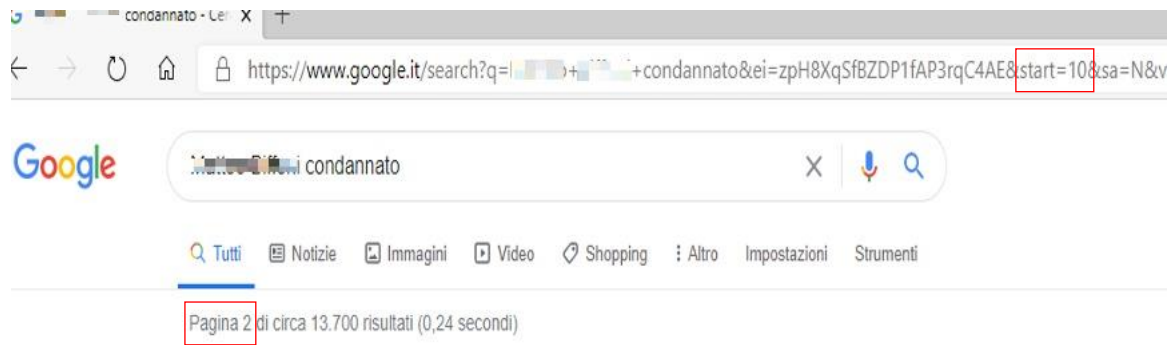 condannato - Cer
https://www.google.it/search?q= + +condannato&ei=zpH8XqSfBZDP1fAP3rqC4AE&start=10&sa=N&v
Google condannato
Tutti Notizie Immagini Video Shopping Altro Impostazioni Strumenti
Pagina 2 di circa 13.700 risultati (0,24 secondi)